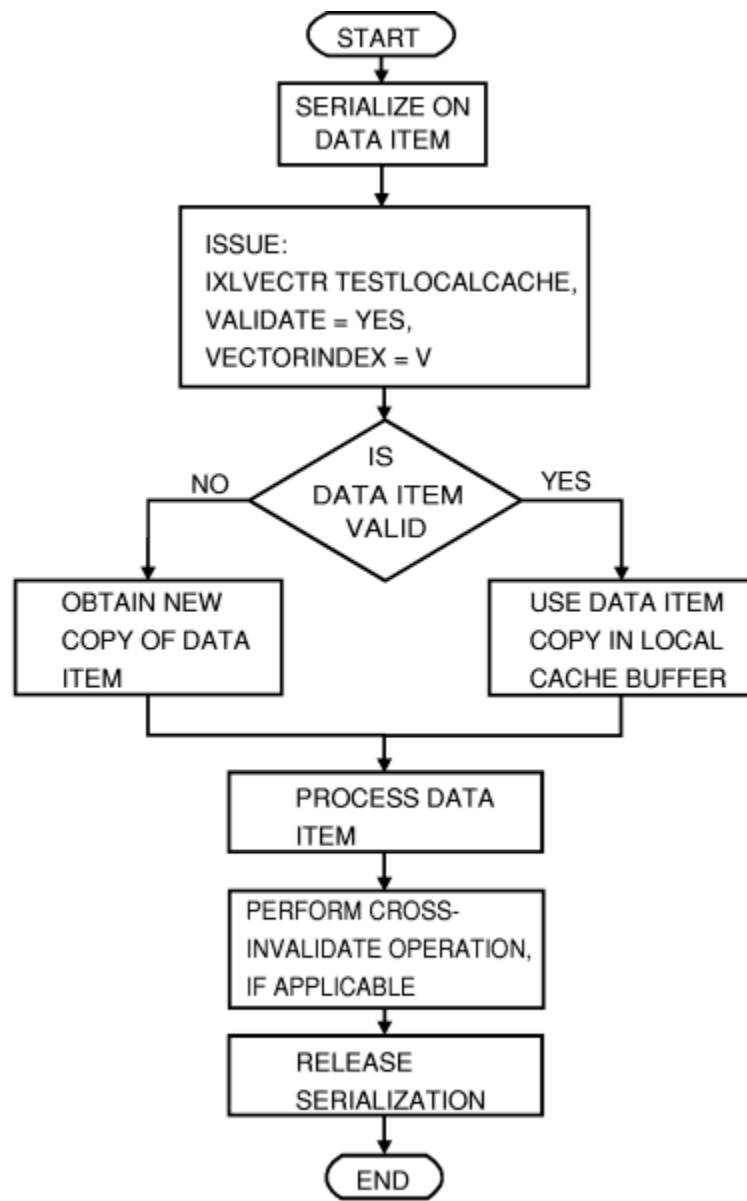 START
SERIALIZE ON
DATA ITEM
ISSUE:
IXLVECTR TESTLOCALCACHE,
VALIDATE = YES,
VECTORINDEX = V
IS
DATA ITEM
VALID
NO
YES
OBTAIN NEW
COPY OF DATA
ITEM
USE DATA ITEM
COPY IN LOCAL
CACHE BUFFER
PROCESS DATA
ITEM
PERFORM CROSS-
INVALIDATE OPERATION,
IF APPLICABLE
RELEASE
SERIALIZATION
END